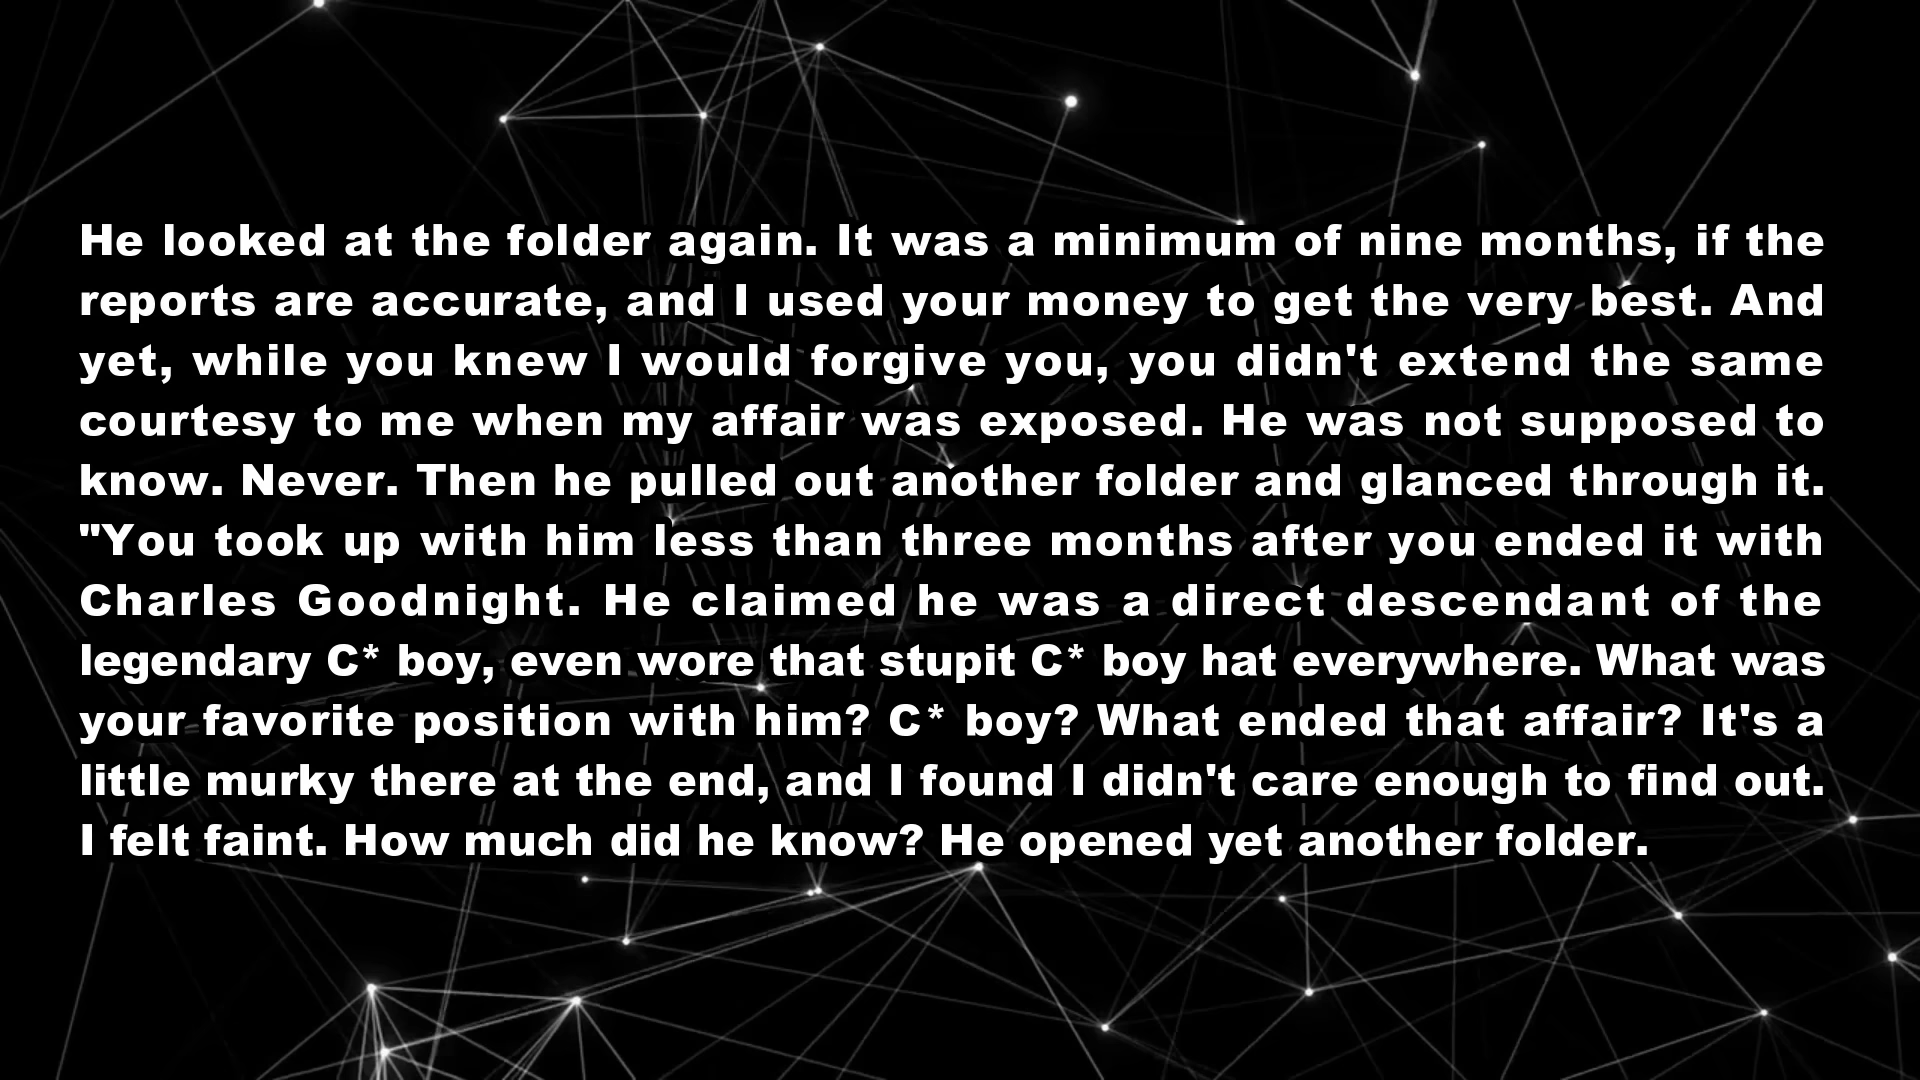 He looked at the folder again. It was a minimum of nine months, if the
reports are accurate, and I used your money to get the very best. And
yet, while you knew I would forgive you, you didn't extend the same
courtesy to me when my affair was exposed. He was not supposed to
know. Never. Then he pulled out another folder and glanced through it.
"You took up with him less than three months after you ended it with
Charles Goodnight. He claimed he was a direct descendant of the
legendary C* boy, even wore that stupit C* boy hat everywhere. What was
your favorite position with him? C* boy? What ended that affair? It's a
little murky there at the end, and I found I didn't care enough to find out.
I felt faint. How much did he know? He opened yet another folder.